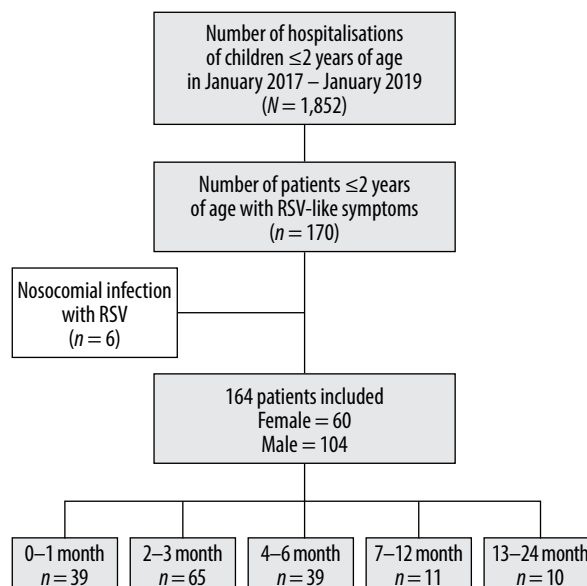 Number of hospitalisations
of children ≤2 years of age
in January 2017 – January 2019
(N = 1,852)
Number of patients ≤2 years
of age with RSV-like symptoms
(n = 170)
Nosocomial infection
with RSV
(n = 6)
164 patients included
Female = 60
Male = 104
0–1 month
n = 39
2–3 month
n = 65
4–6 month
n = 39
7–12 month
n = 11
13–24 month
n = 10